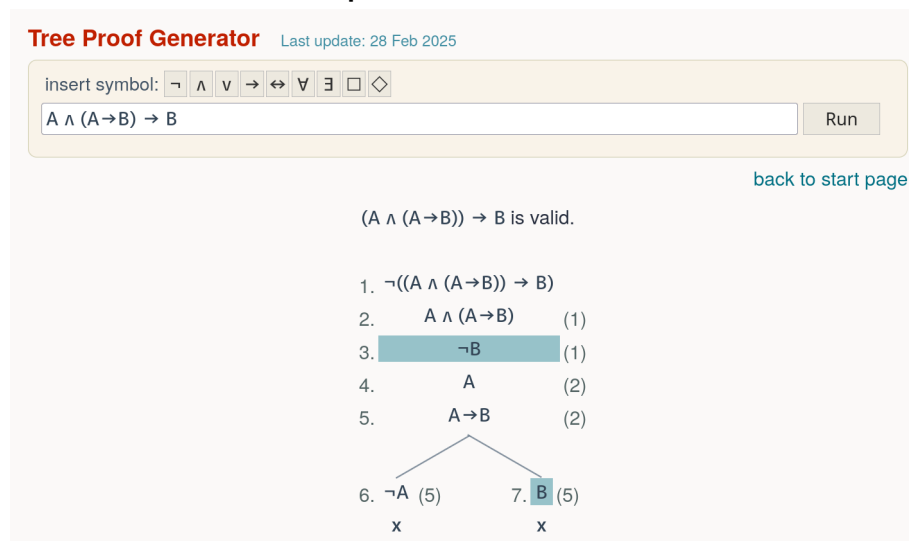 Tree Proof Generator Last update: 28 Feb 2025
insert symbol: ¬ ∧ ∨ → ↔ ∀ ∃ □ ◇
A ∧ (A→B) → B Run
back to start page
(A ∧ (A→B)) → B is valid.
1. ¬((A ∧ (A→B)) → B)
2. A ∧ (A→B) (1)
3. ¬B (1)
4. A (2)
5. A→B (2)
6. ¬A (5) 7. B (5)
x x